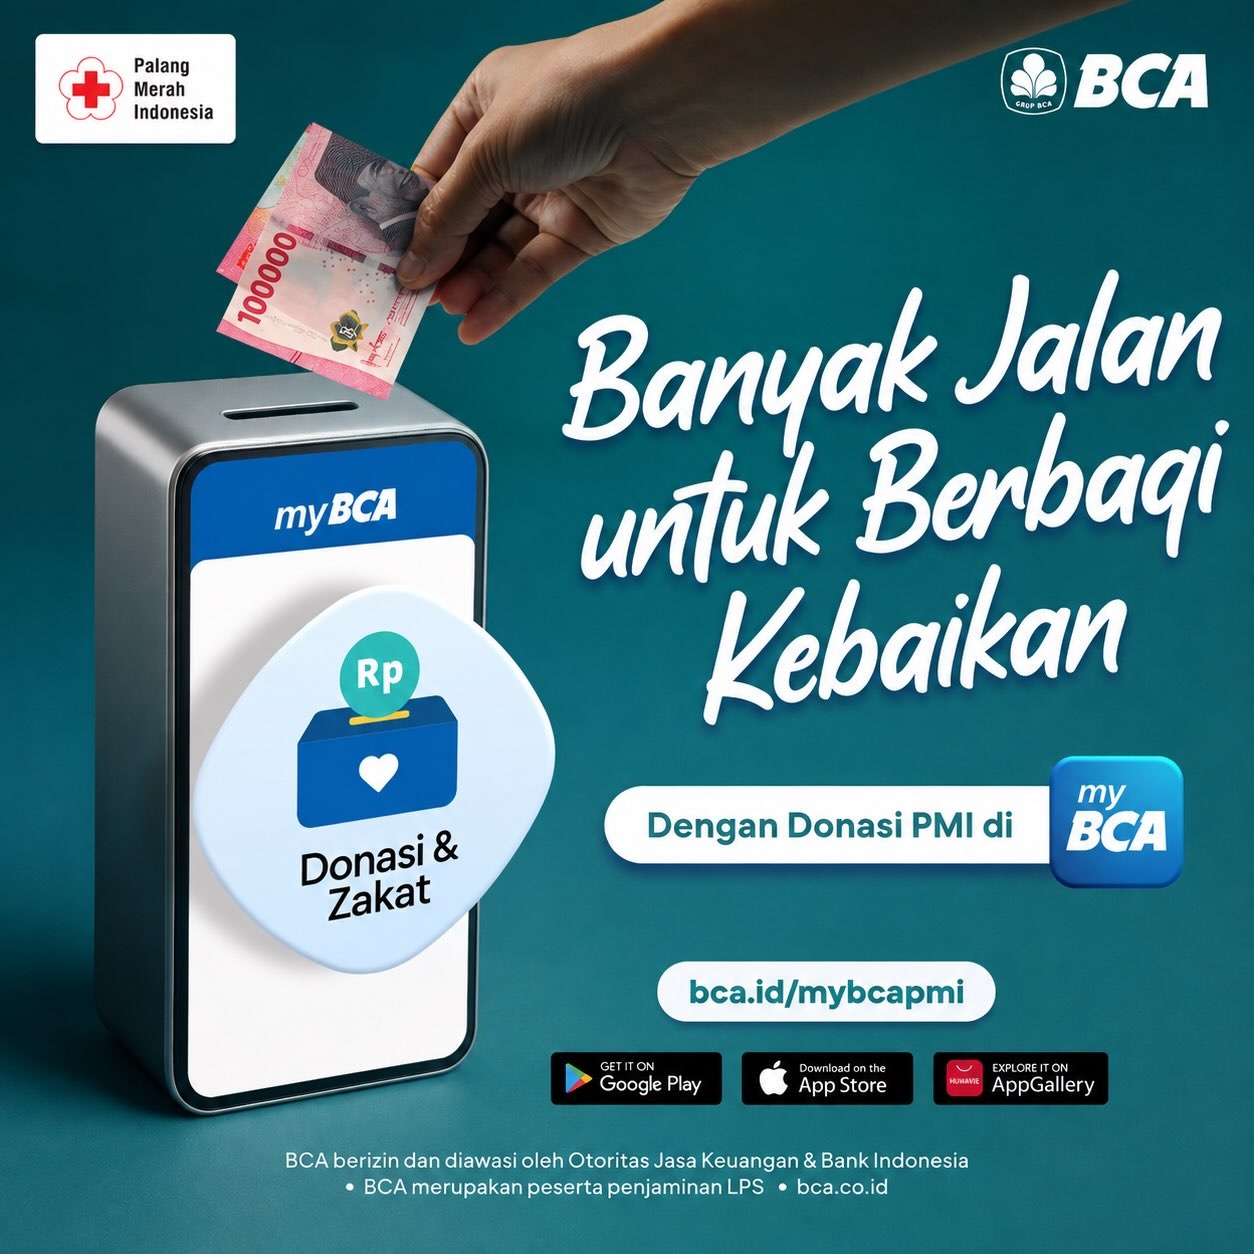 Palang
Merah
Indonesia
GRUP BCA
BCA
100000
Banyak Jalan
untuk Berbagi
Kebaikan
myBCA
Rp
Donasi &
Zakat
Dengan Donasi PMI di
my
BCA
bca.id/mybcapmi
GET IT ON
Google Play
Download on the
App Store
EXPLORE IT ON
AppGallery
BCA berizin dan diawasi oleh Otoritas Jasa Keuangan & Bank Indonesia
• BCA merupakan peserta penjaminan LPS • bca.co.id